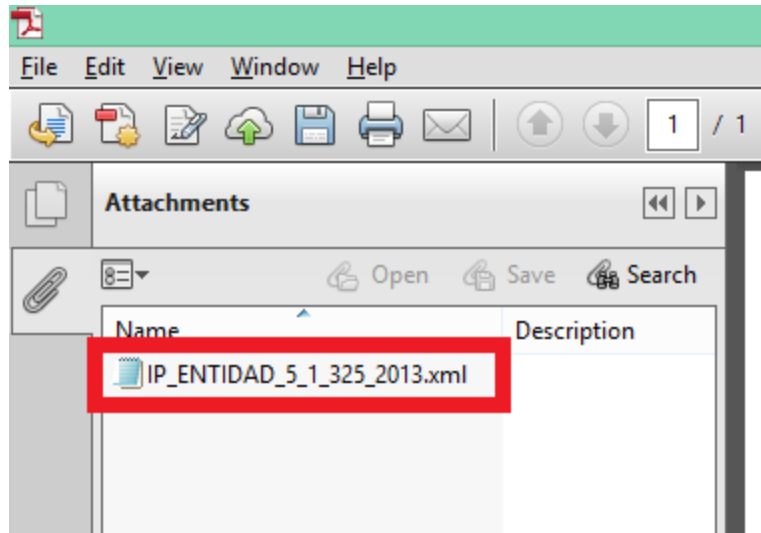 File Edit View Window Help
1 / 1
Attachments
Open Save Search
Name Description
IP_ENTIDAD_5_1_325_2013.xml